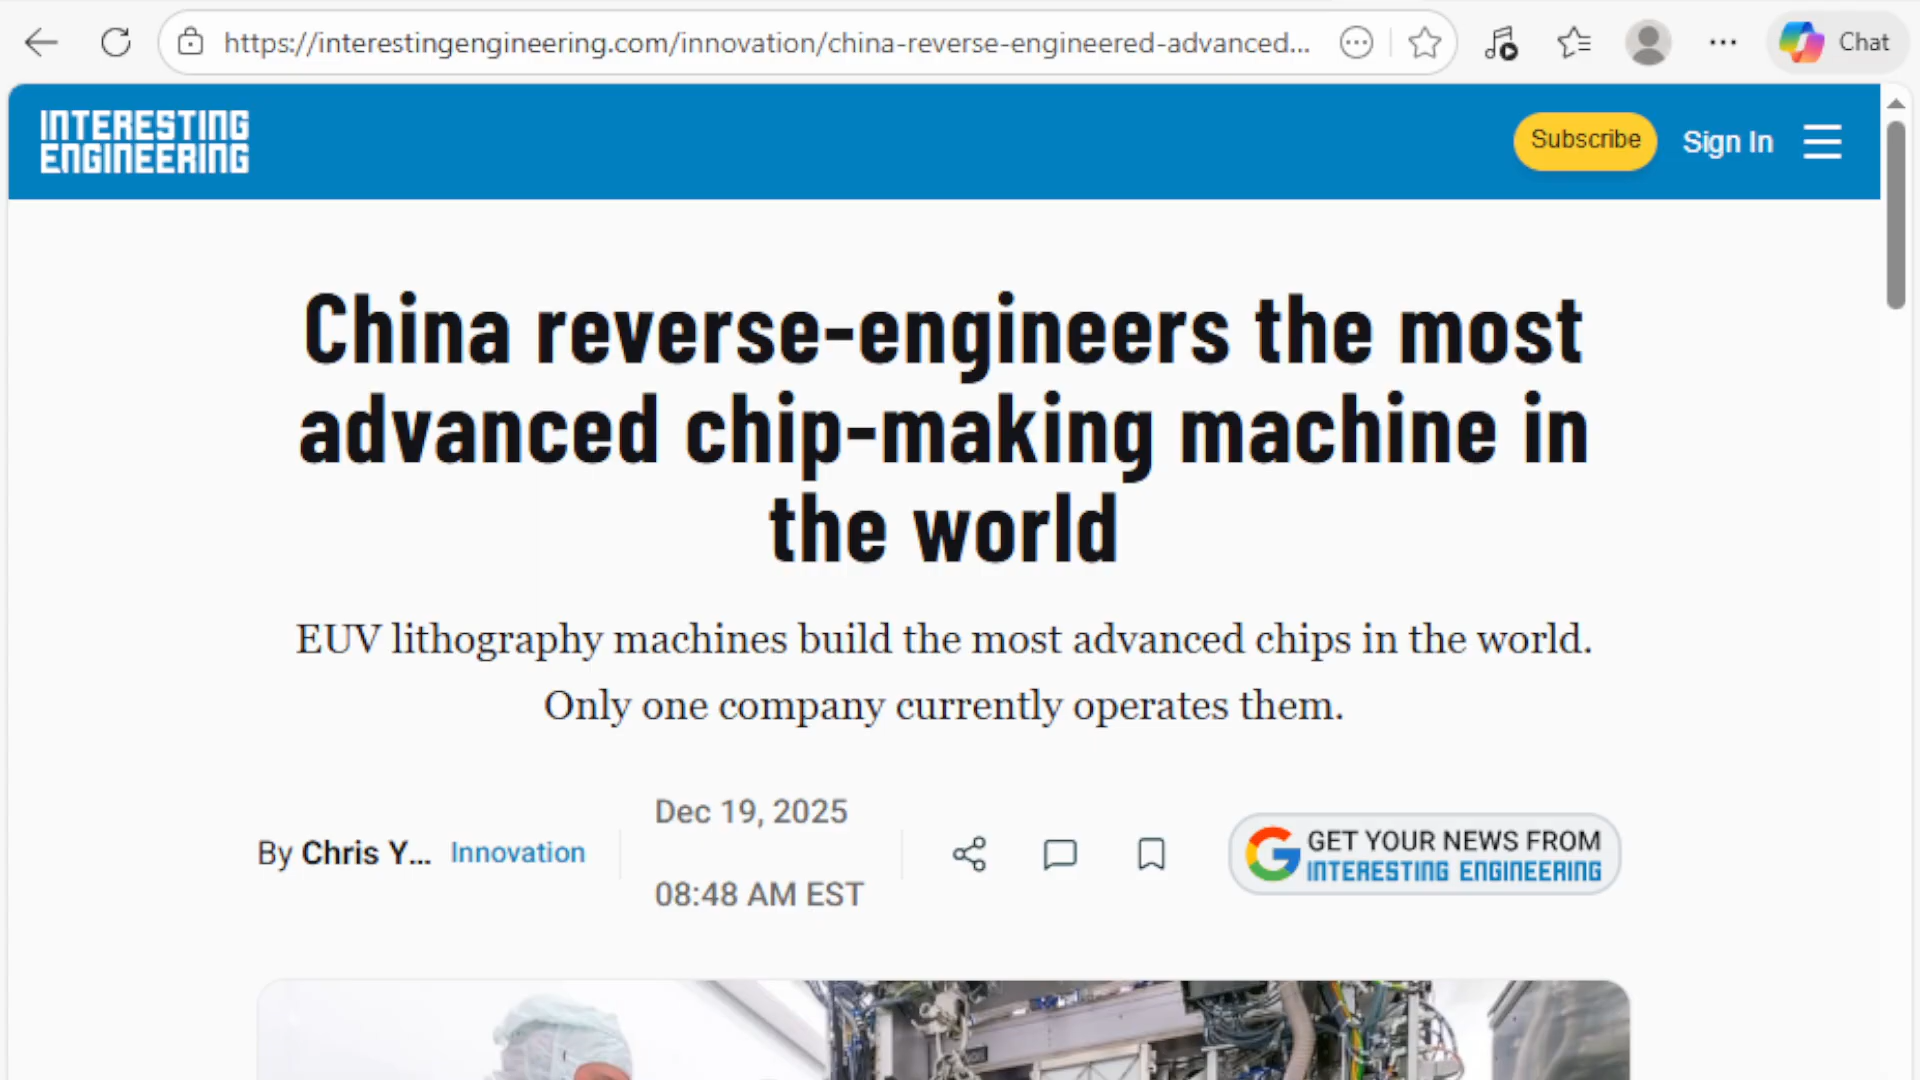 https://interestingengineering.com/innovation/china-reverse-engineered-advanced...
Chat
INTERESTING
ENGINEERING
Subscribe
Sign In
China reverse-engineers the most
advanced chip-making machine in
the world
EUV lithography machines build the most advanced chips in the world.
Only one company currently operates them.
By Chris Y...
Innovation
Dec 19, 2025
08:48 AM EST
GET YOUR NEWS FROM
INTERESTING ENGINEERING